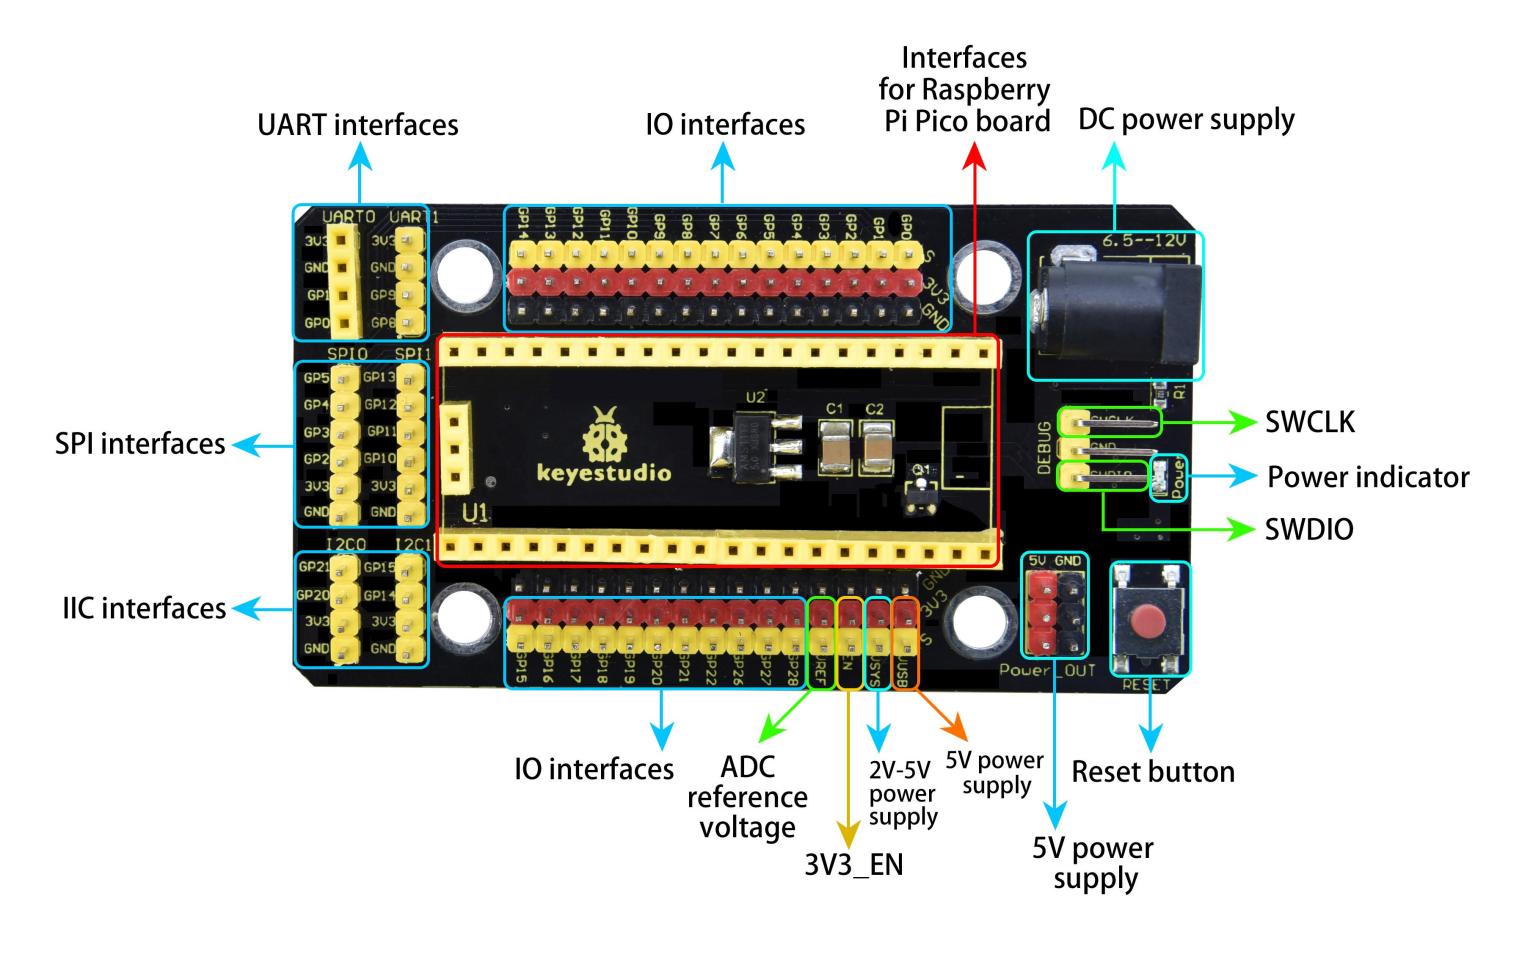 Interfaces
for Raspberry
Pi Pico board
UART interfaces
IO interfaces
DC power supply
UART0 UART1
3V3 3V3
GND GND
GP1 GP9
GP0 GP8
GP14 GP13 GP12 GP11 GP10 GP9 GP8 GP7 GP6 GP5 GP4 GP3 GP2 GP1 GP0
S
3V3
GND
6.5--12V
R1
SPI0 SPI1
GP5 GP13
GP4 GP12
GP3 GP11
GP2 GP10
3V3 3V3
GND GND
SPI interfaces
U2
C1 C2
Q1
keyestudio
U1
DEBUG
SWCLK
GND
SWDIO
Power
SWCLK
Power indicator
SWDIO
I2C0 I2C1
GP21 GP15
GP20 GP14
3V3 3V3
GND GND
IIC interfaces
GND
3V3
S
GP15 GP16 GP17 GP18 GP19 GP20 GP21 GP22 GP26 GP27 GP28 VREF EN VSYS VUSB
5V GND
Power_OUT
RESET
IO interfaces
ADC
reference
voltage
3V3_EN
2V-5V
power
supply
5V power
supply
5V power
supply
Reset button